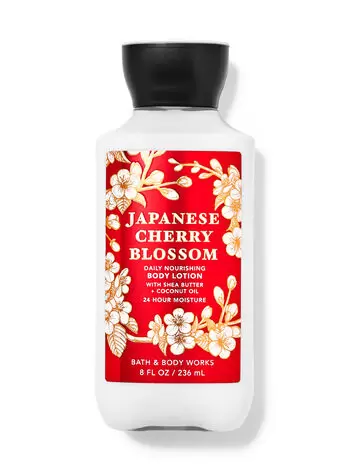 JAPANESE
CHERRY
BLOSSOM
DAILY NOURISHING
BODY LOTION
WITH SHEA BUTTER
+ COCONUT OIL
24 HOUR MOISTURE
BATH & BODY WORKS
8 FL OZ / 236 mL